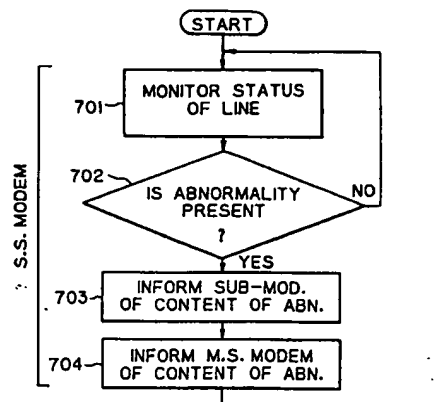 START
MONITOR STATUS
OF LINE
701
702
IS ABNORMALITY
PRESENT
?
NO
YES
S.S. MODEM
703
INFORM SUB-MOD.
OF CONTENT OF ABN.
704
INFORM M.S. MODEM
OF CONTENT OF ABN.